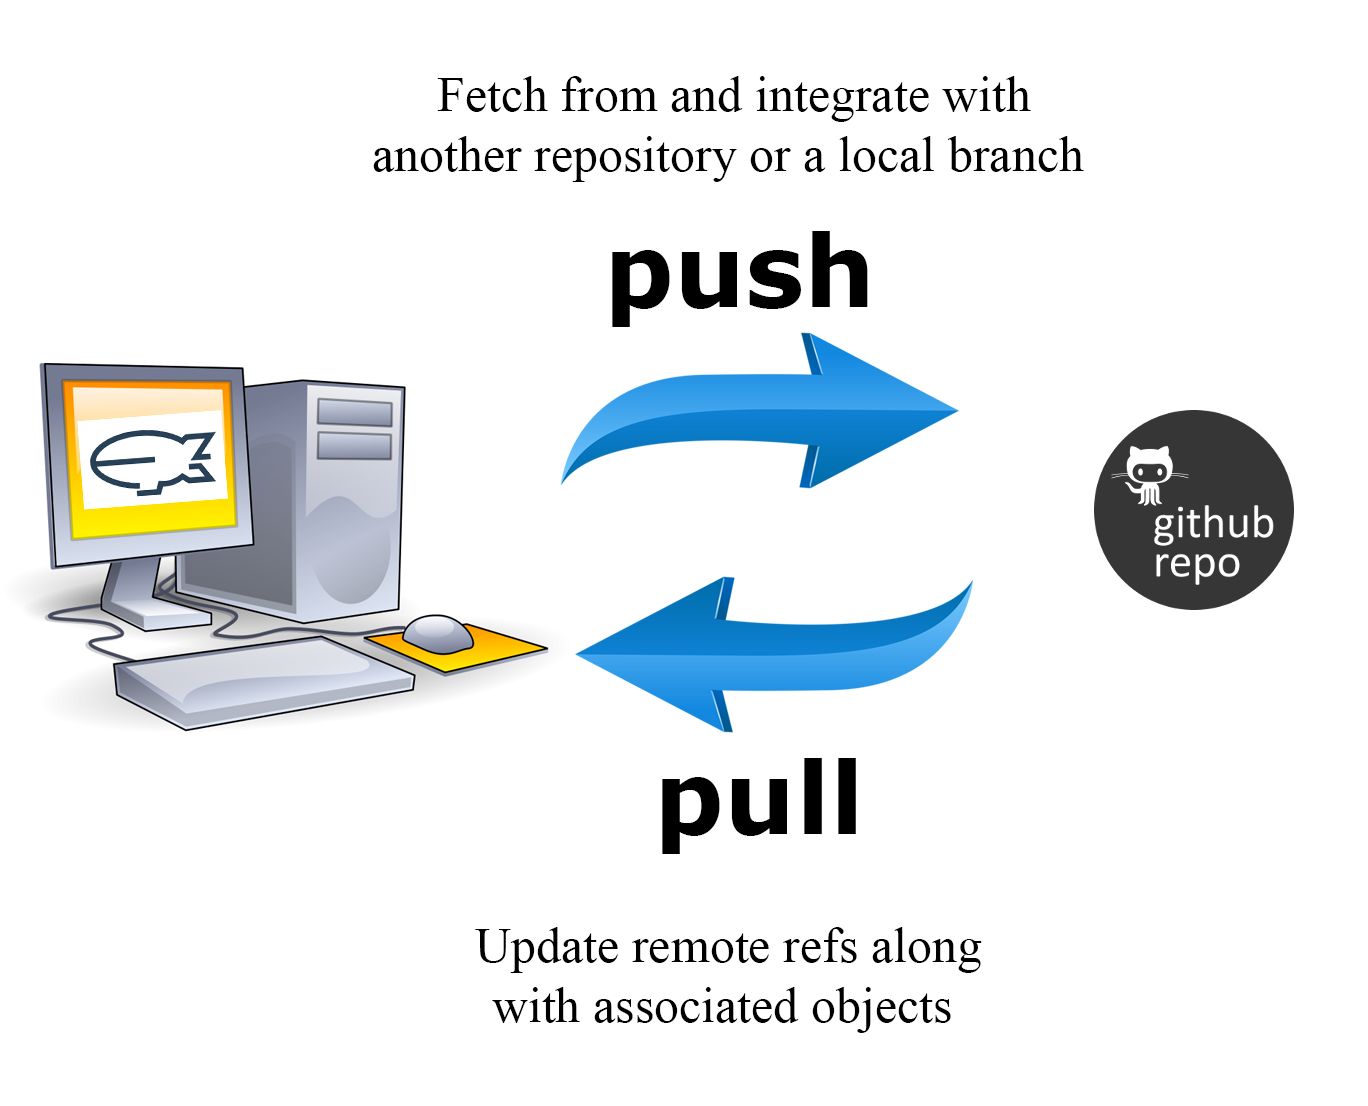 Fetch from and integrate with
another repository or a local branch
push
github
repo
pull
Update remote refs along
with associated objects